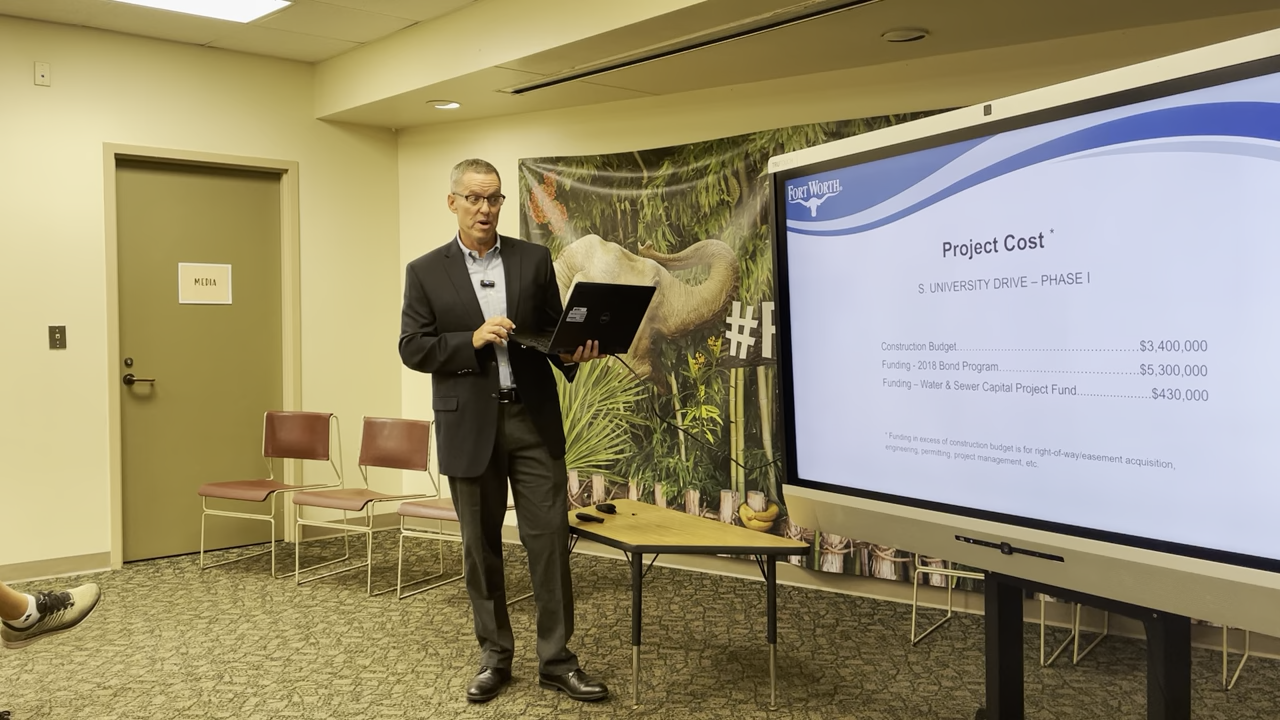 MEDIA
#
FORT WORTH®
Project Cost *
S. UNIVERSITY DRIVE – PHASE I
Construction Budget..................................................$3,400,000
Funding - 2018 Bond Program......................................$5,300,000
Funding – Water & Sewer Capital Project Fund.....................$430,000
* Funding in excess of construction budget is for right-of-way/easement acquisition,
engineering, permitting, project management, etc.